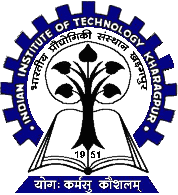 INDIAN INSTITUTE OF TECHNOLOGY, KHARAGPUR
भारतीय प्रौद्योगिकी संस्थान खड़गपुर
1951
योगः कर्मसु कौशलम्